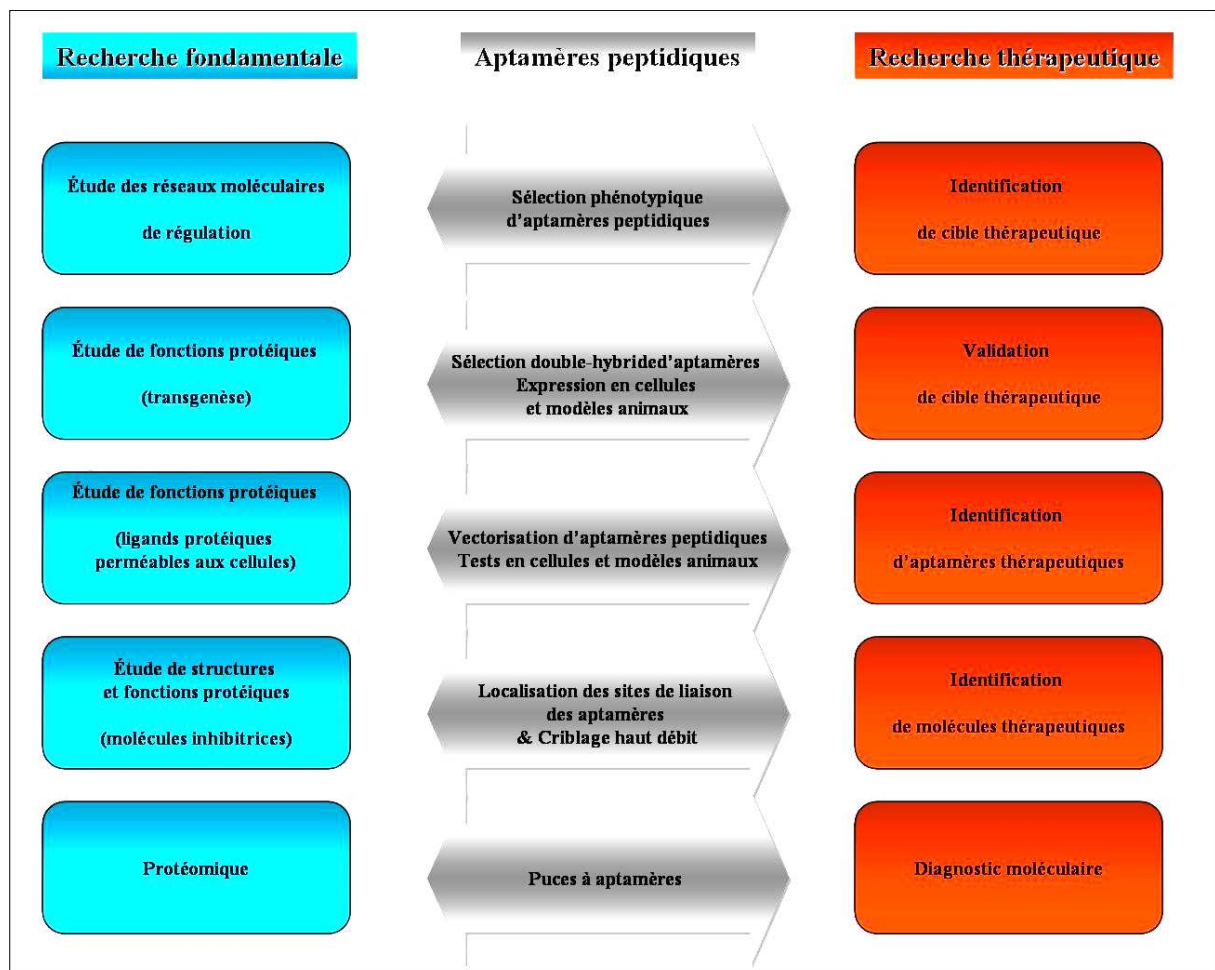 Recherche fondamentale
Aptamères peptidiques
Recherche thérapeutique
Étude des réseaux moléculaires
de régulation
Sélection phénotypique
d'aptamères peptidiques
Identification
de cible thérapeutique
Étude de fonctions protéiques
(transgenèse)
Sélection double-hybrided'aptamères
Expression en cellules
et modèles animaux
Validation
de cible thérapeutique
Étude de fonctions protéiques
(ligands protéiques
perméables aux cellules)
Vectorisation d'aptamères peptidiques
Tests en cellules et modèles animaux
Identification
d'aptamères thérapeutiques
Étude de structures
et fonctions protéiques
(molécules inhibitrices)
Localisation des sites de liaison
des aptamères
& Criblage haut débit
Identification
de molécules thérapeutiques
Protéomique
Puces à aptamères
Diagnostic moléculaire